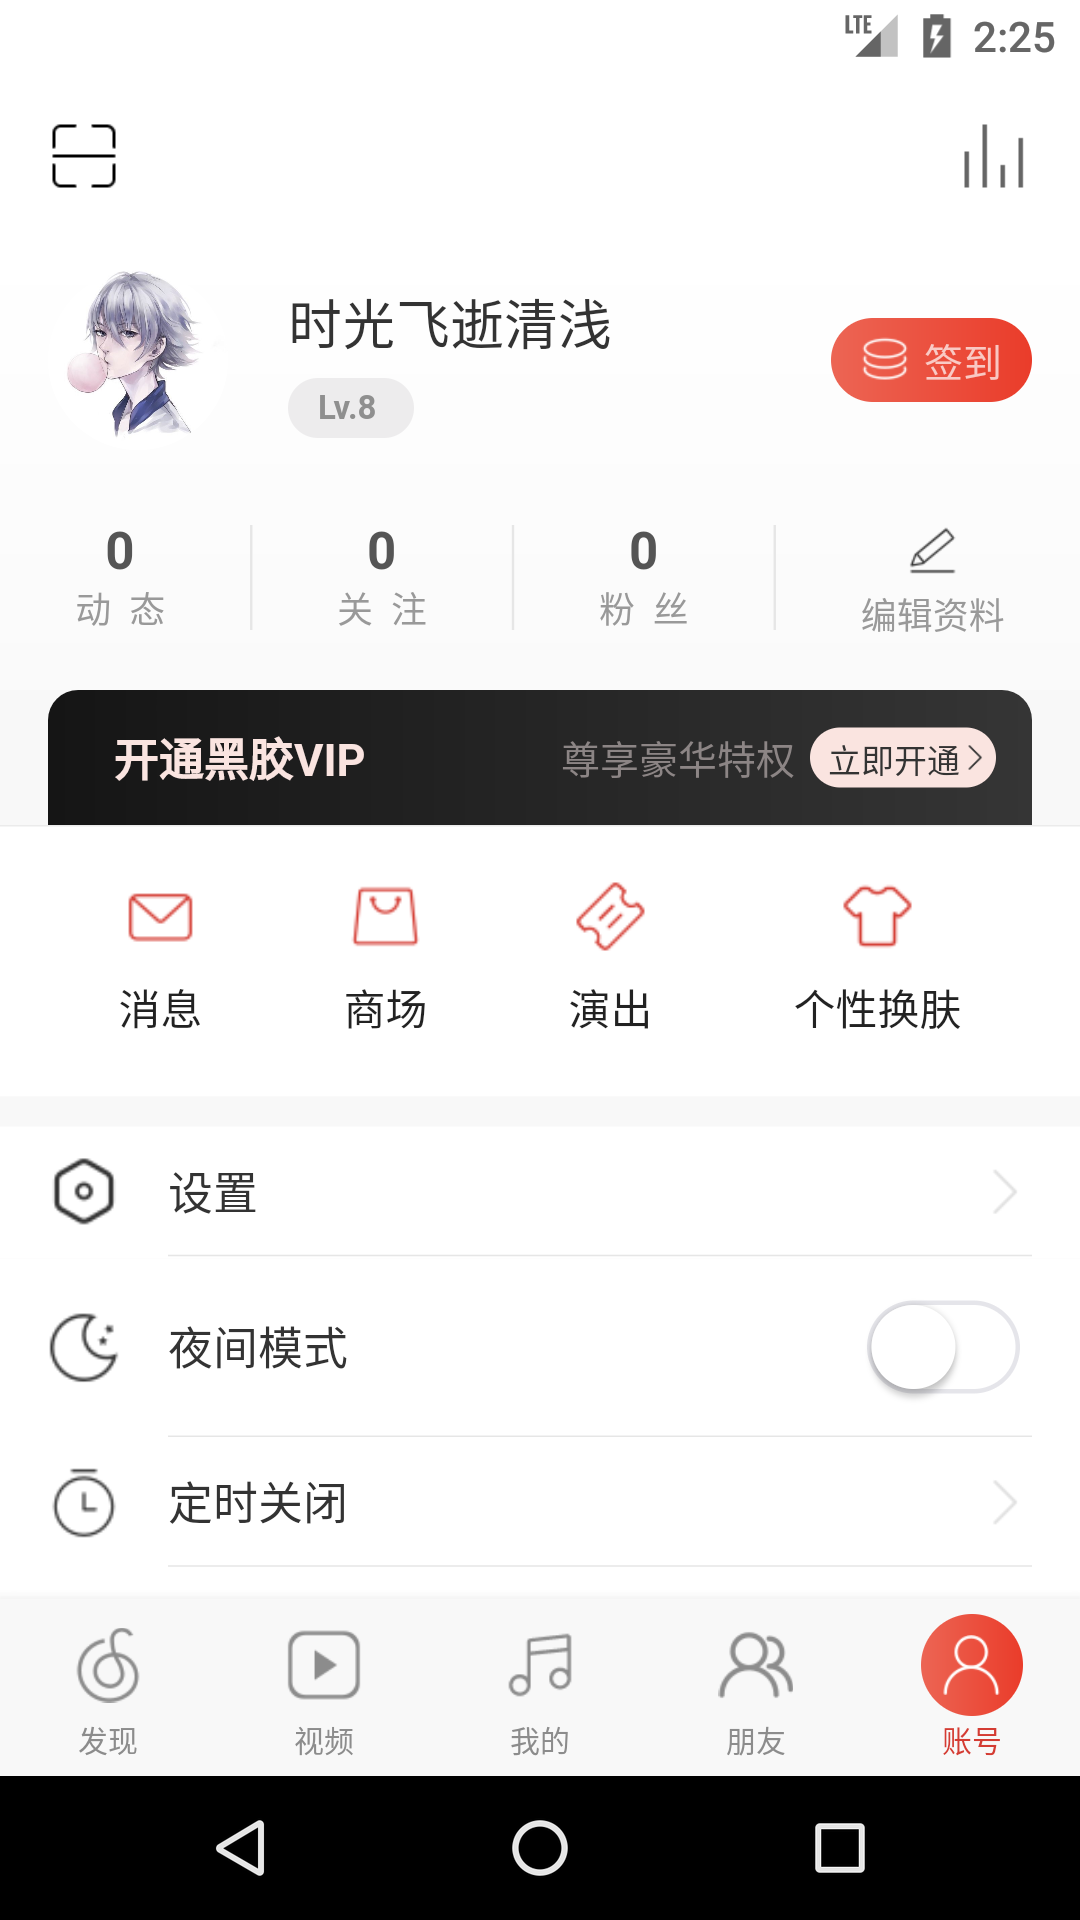 LTE 2:25
时光飞逝清浅
Lv.8
签到
0 0 0
动 态 关 注 粉 丝 编辑资料
开通黑胶VIP 尊享豪华特权 立即开通
消息 商场 演出 个性换肤
设置
夜间模式
定时关闭
发现 视频 我的 朋友 账号